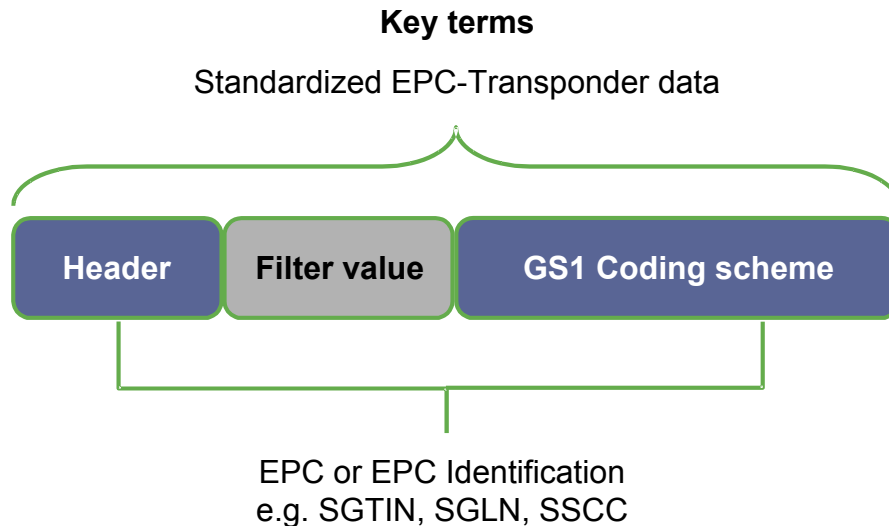 Key terms
Standardized EPC-Transponder data
Header
Filter value
GS1 Coding scheme
EPC or EPC Identification
e.g. SGTIN, SGLN, SSCC